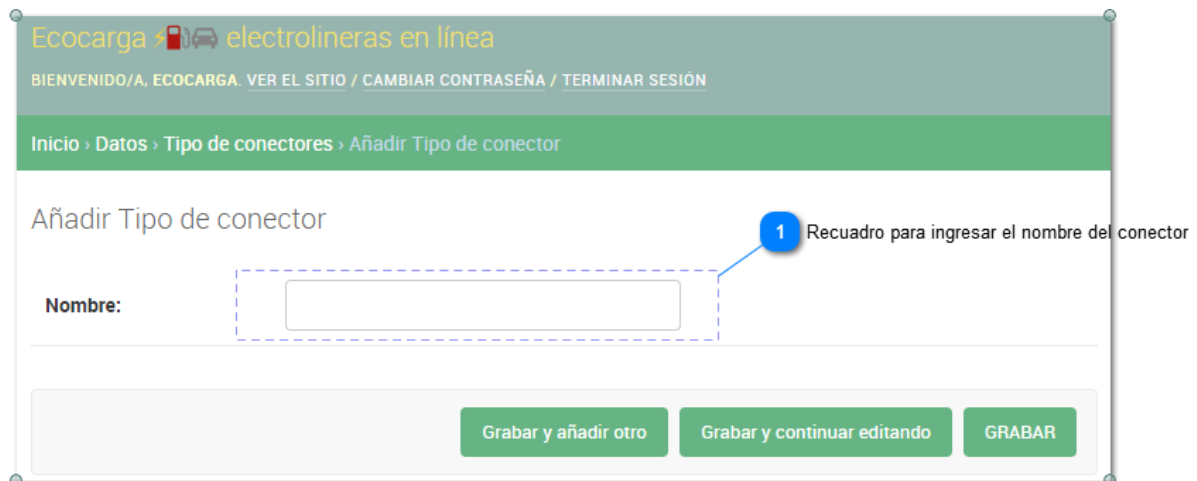 Ecocarga ⚡⛽🚗 electrolineras en línea
BIENVENIDO/A, ECOCARGA. VER EL SITIO / CAMBIAR CONTRASEÑA / TERMINAR SESIÓN
Inicio › Datos › Tipo de conectores › Añadir Tipo de conector
Añadir Tipo de conector
1 Recuadro para ingresar el nombre del conector
Nombre:
Grabar y añadir otro Grabar y continuar editando GRABAR